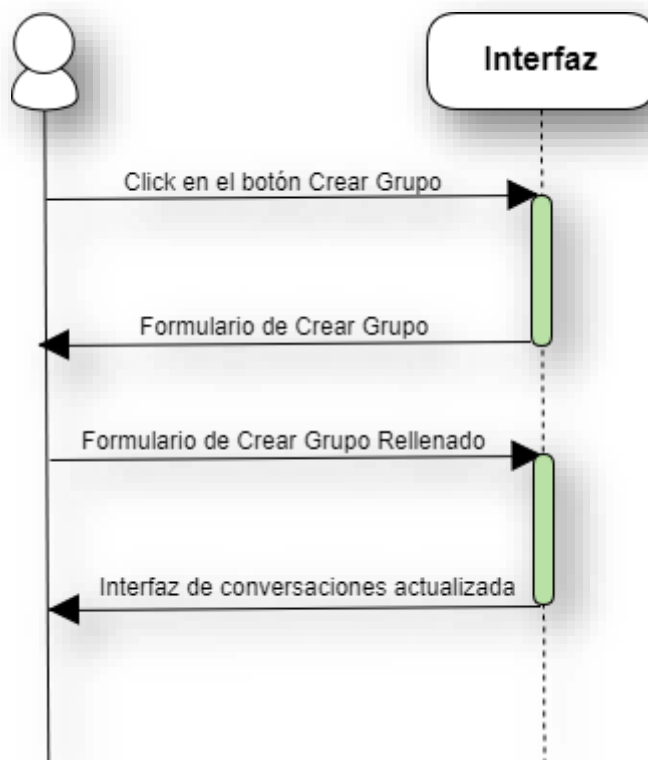 Interfaz
Click en el botón Crear Grupo
Formulario de Crear Grupo
Formulario de Crear Grupo Rellenado
Interfaz de conversaciones actualizada